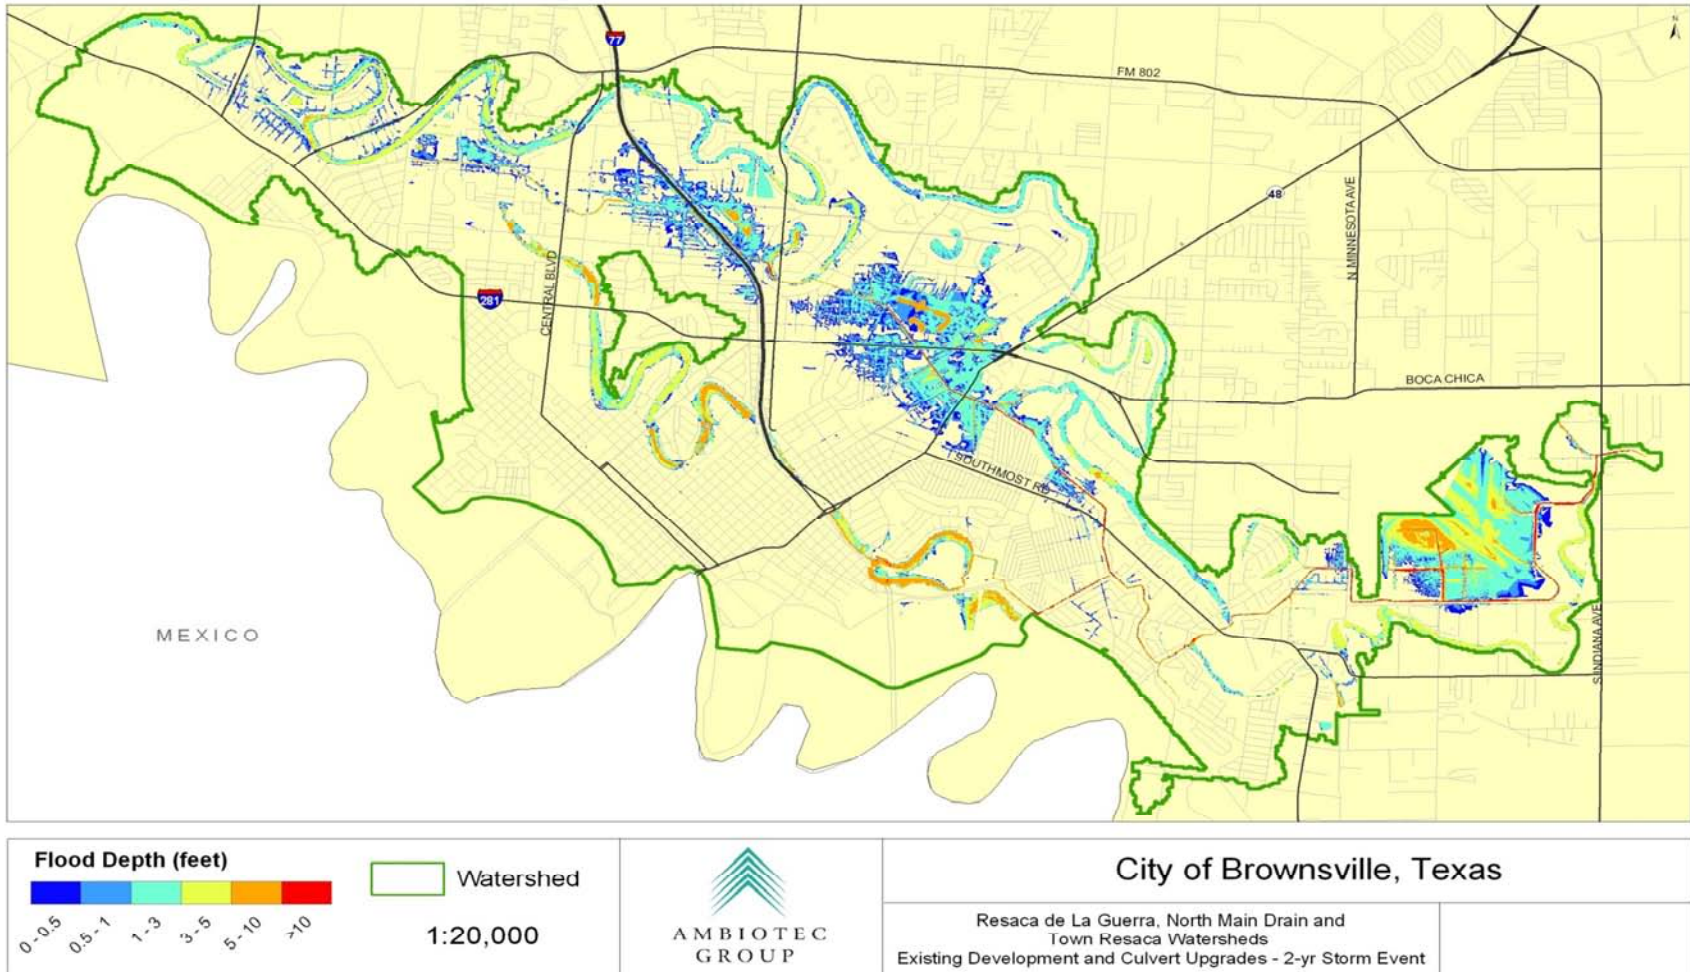 N
77
FM 802
48
N MINNESOTA AVE
CENTRAL BLVD
281
BOCA CHICA
SOUTHMOST RD
MEXICO
S INDIANA AVE
Flood Depth (feet)
0 - 0.5
0.5 - 1
1 - 3
3 - 5
5 - 10
>10
Watershed
1:20,000
AMBIOTEC
GROUP
City of Brownsville, Texas
Resaca de La Guerra, North Main Drain and
Town Resaca Watersheds
Existing Development and Culvert Upgrades - 2-yr Storm Event